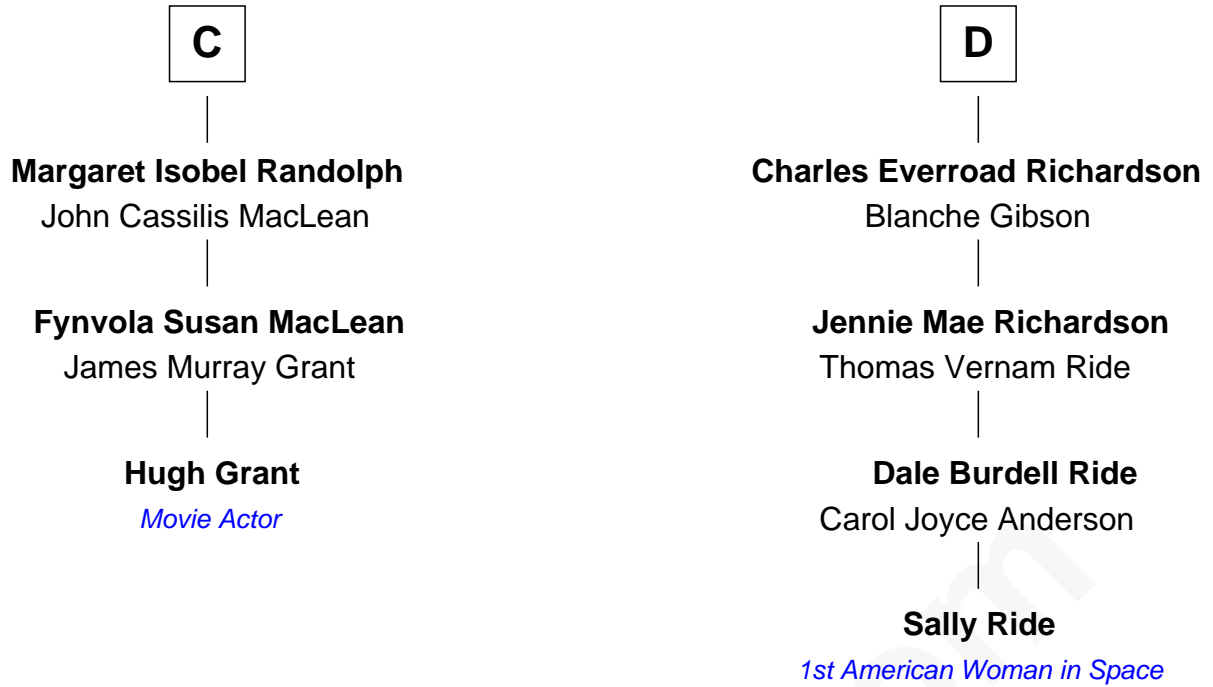 C
Margaret Isobel Randolph
John Cassilis MacLean
Fynvola Susan MacLean
James Murray Grant
Hugh Grant
Movie Actor
D
Charles Everroad Richardson
Blanche Gibson
Jennie Mae Richardson
Thomas Vernam Ride
Dale Burdell Ride
Carol Joyce Anderson
Sally Ride
1st American Woman in Space